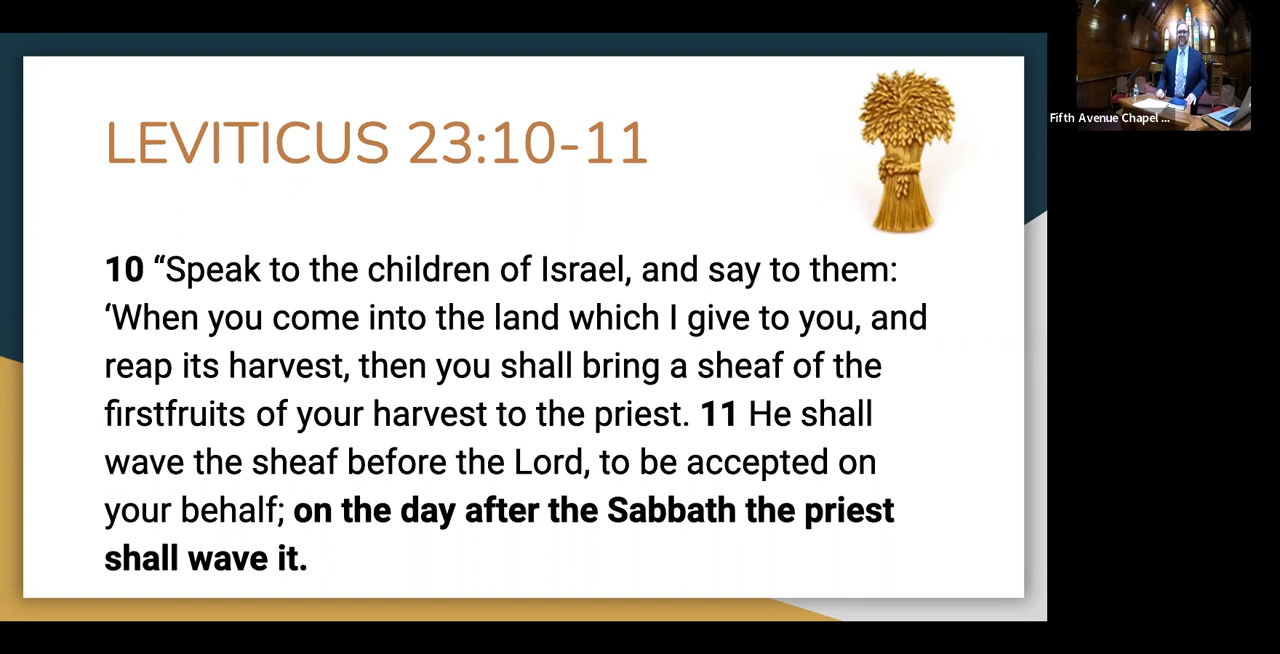 LEVITICUS 23:10-11
10 “Speak to the children of Israel, and say to them:
‘When you come into the land which I give to you, and
reap its harvest, then you shall bring a sheaf of the
firstfruits of your harvest to the priest. 11 He shall
wave the sheaf before the Lord, to be accepted on
your behalf; on the day after the Sabbath the priest
shall wave it.
Fifth Avenue Chapel ...